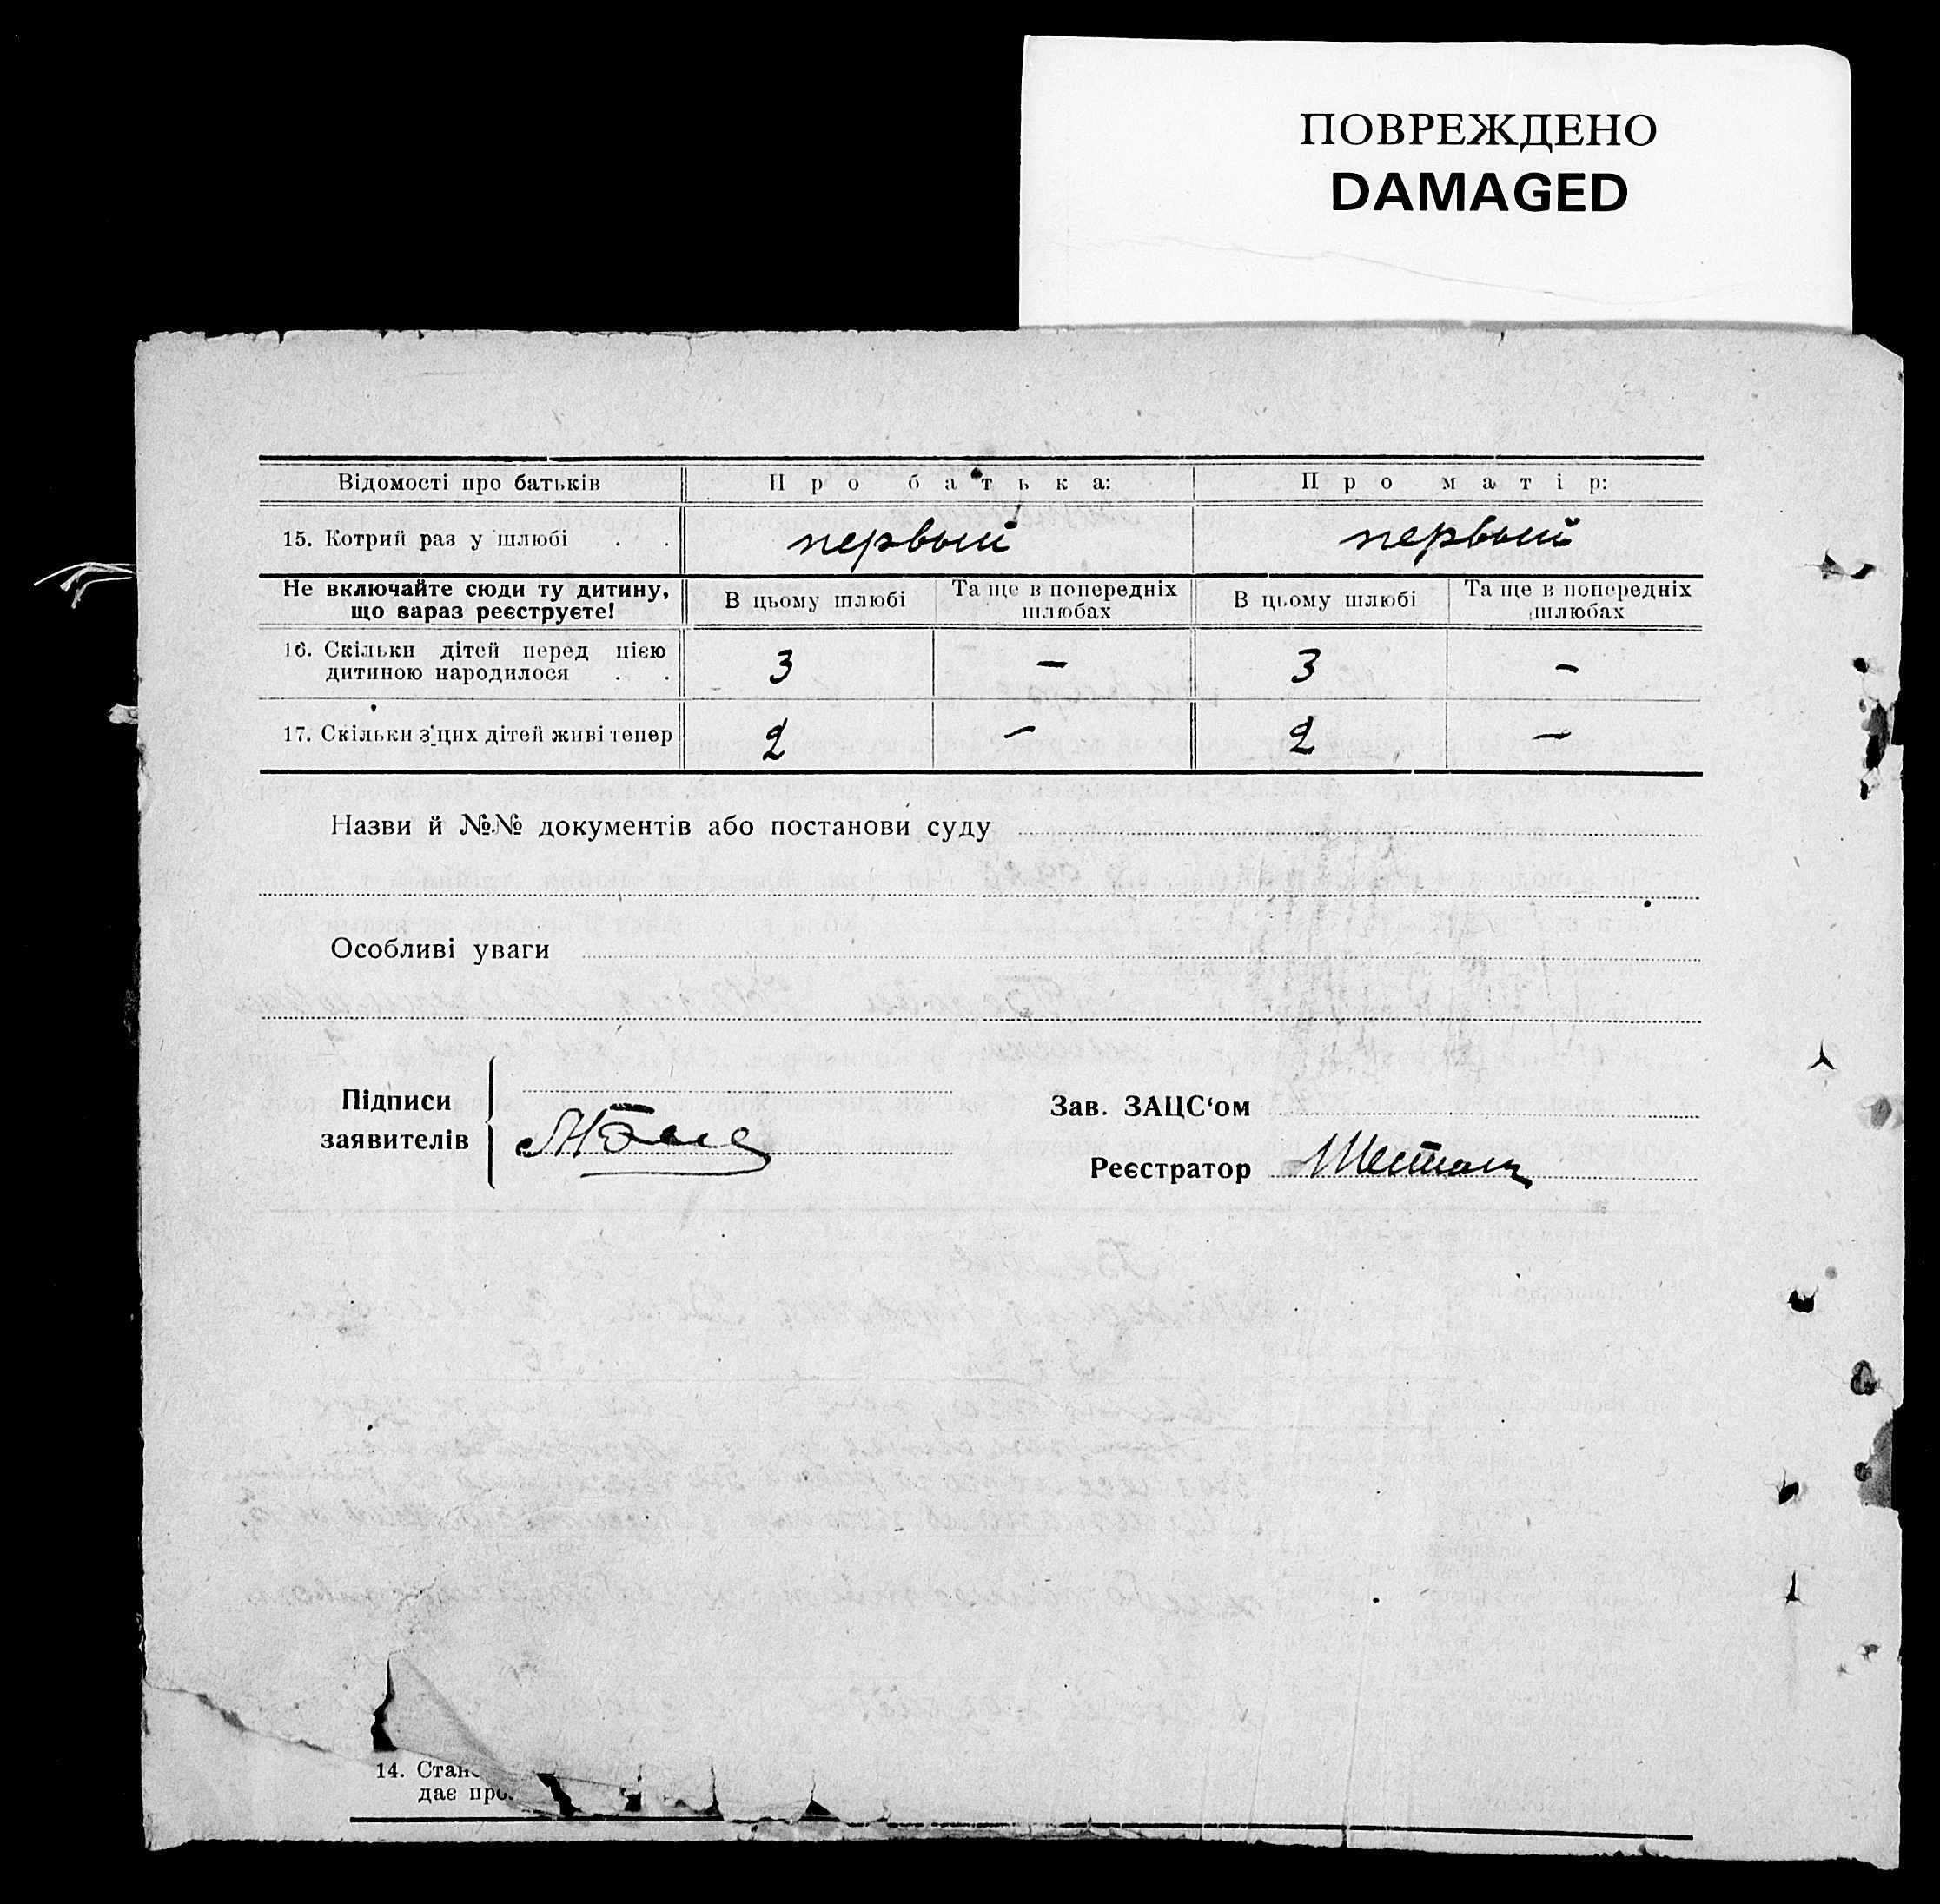 ПОВРЕЖДЕНО
DAMAGED
Відомості про батьків
Про батька:
Про матір:
15. Котрий раз у шлюбі . .
первый
первый
Не включайте сюди ту дитину,
що вараз реєструєте!
В цьому шлюбі
Та ще в попередніх
шлюбах
В цьому шлюбі
Та ще в попередніх
шлюбах
16. Скільки дітей перед цією
дитиною народилося . .
3
—
3
—
17. Скільки з цих дітей живі тепер
2
—
2
—
Назви й №№ документів або постанови суду
Особливі уваги
Підписи
заявителів
Зав. ЗАЦС‘ом
Реєстратор
14. Стан
дає про